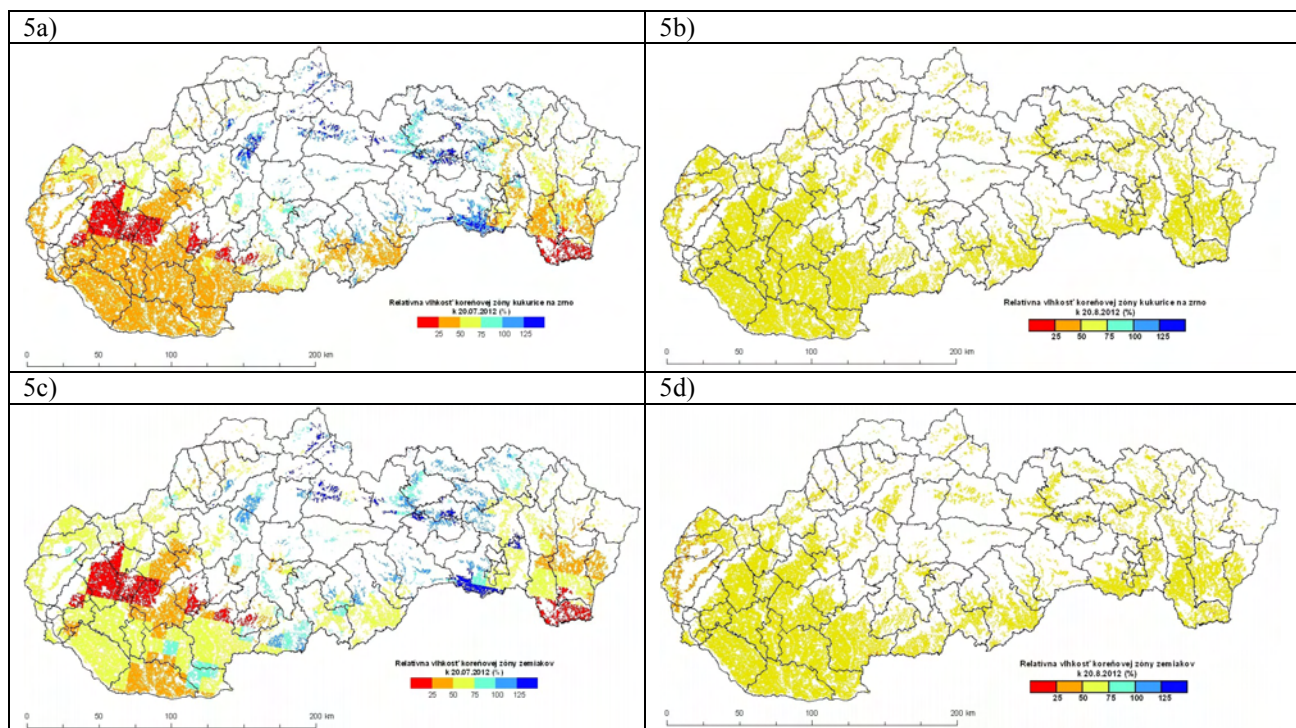 5a)
5b)
Relatívna vlhkosť koreňovej zóny kukurice na zrno
k 20.07.2012 (%)
25 50 75 100 125
0 50 100 200 km
Relatívna vlhkosť koreňovej zóny kukurice na zrno
k 20.8.2012 (%)
25 50 75 100 125
0 50 100 200 km
5c)
5d)
Relatívna vlhkosť koreňovej zóny zemiakov
k 20.07.2012 (%)
25 50 75 100 125
0 50 100 200 km
Relatívna vlhkosť koreňovej zóny zemiakov
k 20.8.2012 (%)
25 50 75 100 125
0 50 100 200 km